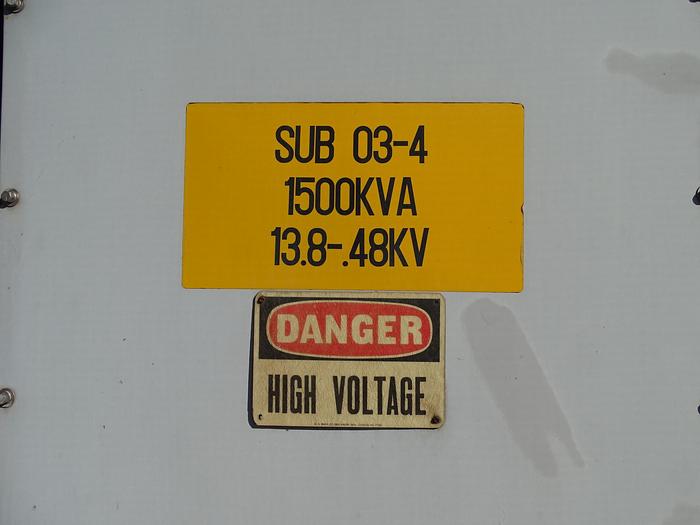 SUB 03-4
1500KVA
13.8-.48KV
DANGER
HIGH VOLTAGE